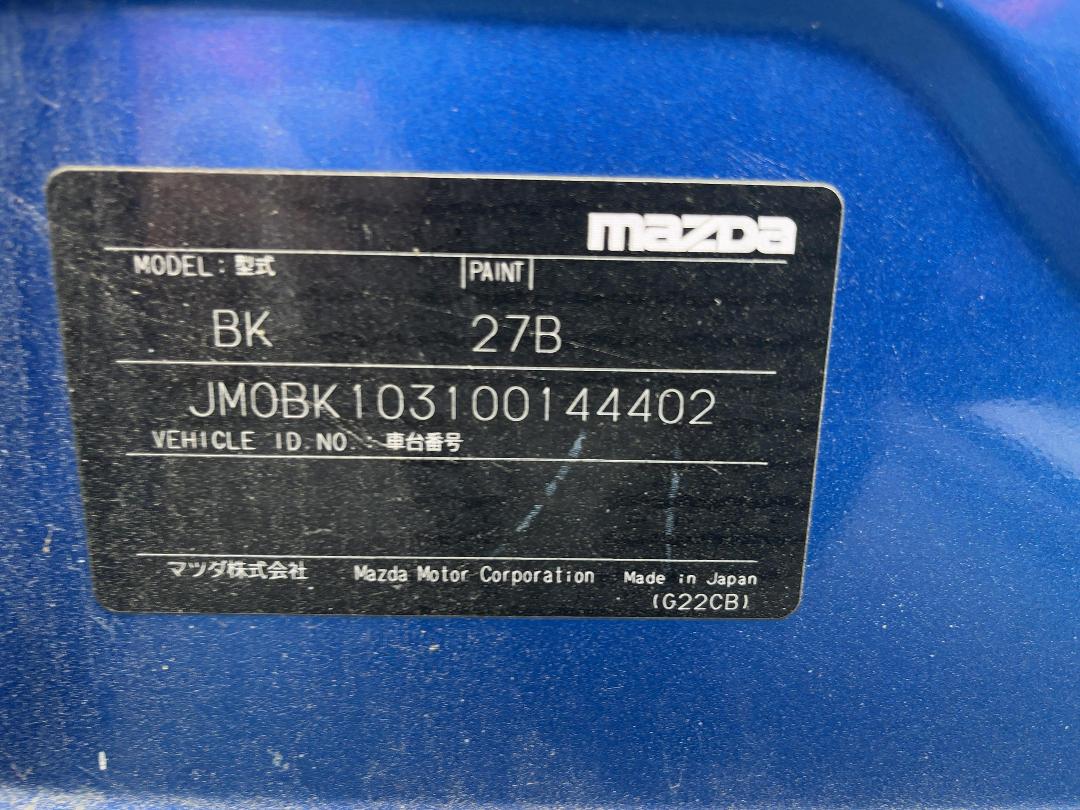 mazda
MODEL : 型式 |PAINT|
BK 27B
JM0BK103100144402
VEHICLE ID.NO. : 車台番号
マツダ株式会社 Mazda Motor Corporation Made in Japan
(G22CB)